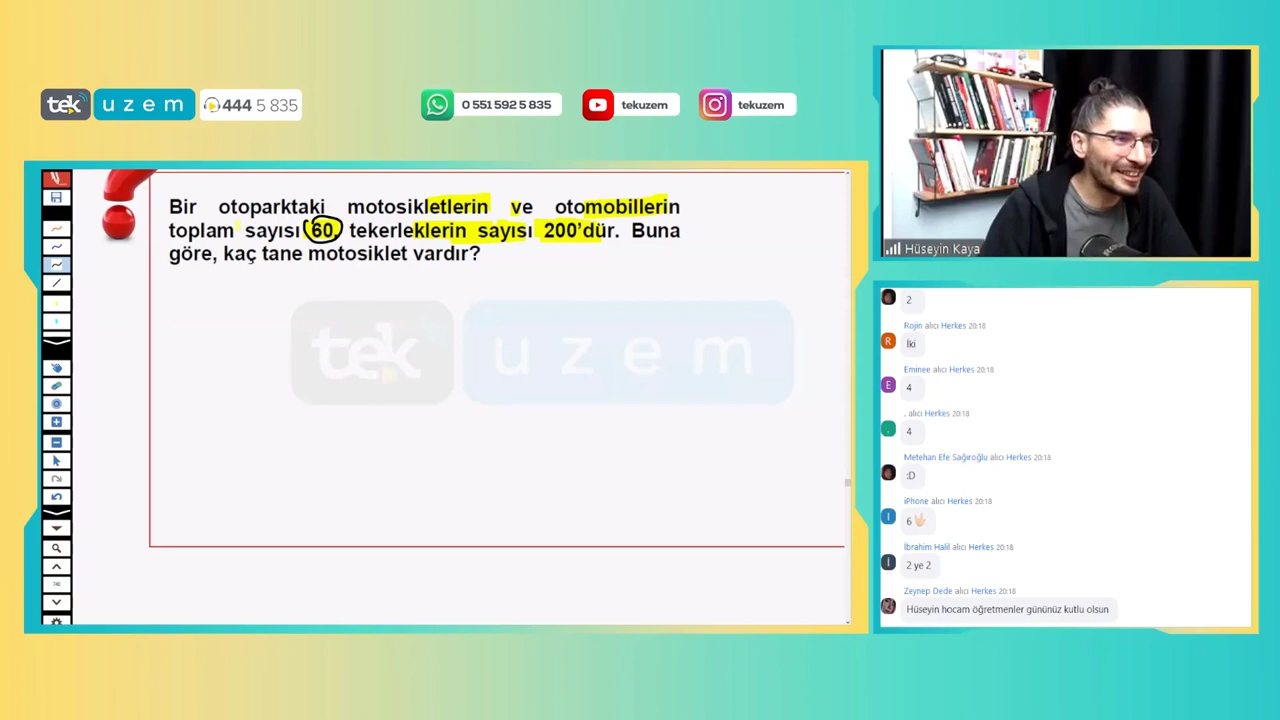 tek
uzem
444 5 835
0 551 592 5 835
tekuzem
tekuzem
Bir otoparktaki motosikletlerin ve otomobillerin
toplam sayısı 60, tekerleklerin sayısı 200'dür. Buna
göre, kaç tane motosiklet vardır?
tek
uzem
Hüseyin Kaya
2
Rojin alıcı Herkes 20:18
R
İki
Eminee alıcı Herkes 20:18
E
4
. alıcı Herkes 20:18
4
Metehan Efe Sağıroğlu alıcı Herkes 20:18
:D
iPhone alıcı Herkes 20:18
I
6 🤟🏻
İbrahim Halil alıcı Herkes 20:18
İ
2 ye 2
Zeynep Dede alıcı Herkes 20:18
Hüseyin hocam öğretmenler gününüz kutlu olsun